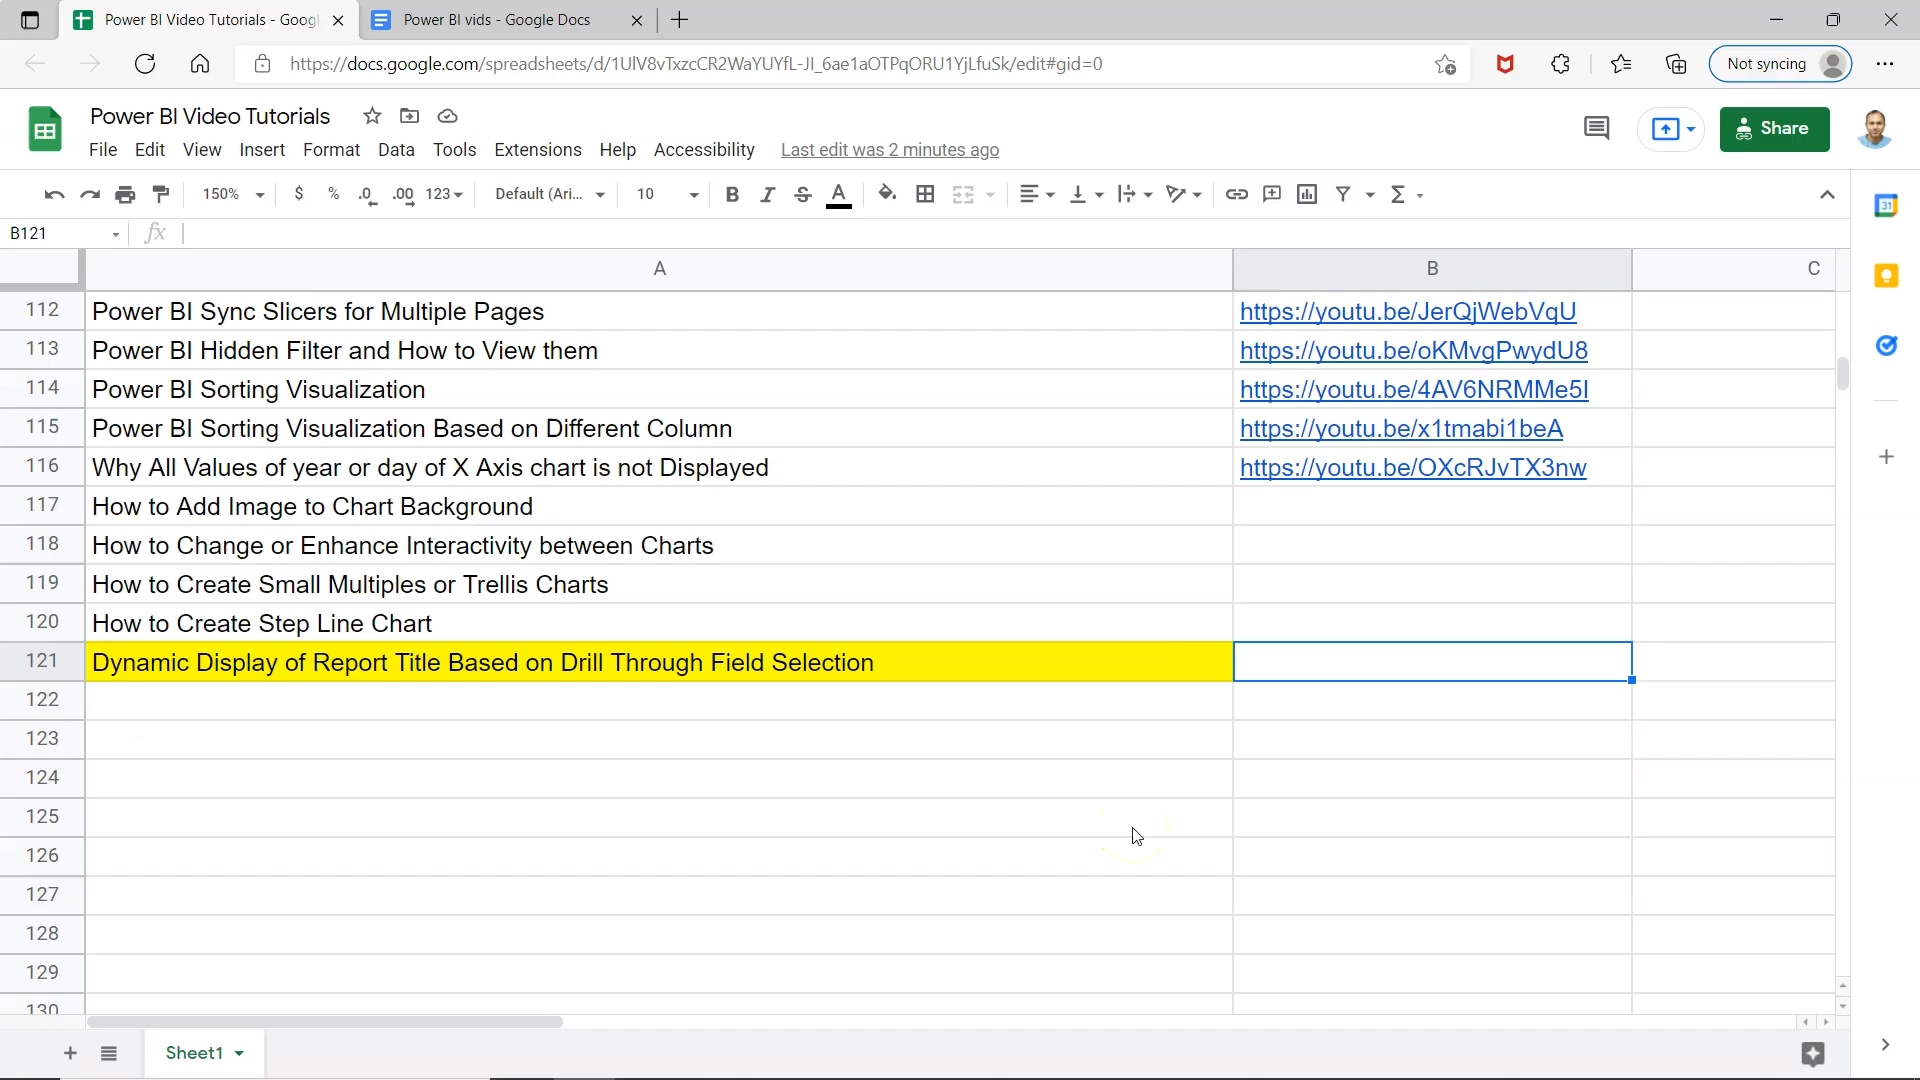 Power BI Video Tutorials - Googl
Power BI vids - Google Docs
https://docs.google.com/spreadsheets/d/1UlV8vTxzcCR2WaYUYfL-JI_6ae1aOTPqORU1YjLfuSk/edit#gid=0
Not syncing
Power BI Video Tutorials
Share
File Edit View Insert Format Data Tools Extensions Help Accessibility Last edit was 2 minutes ago
150% $ % .0 .00 123 Default (Ari... 10 B I S A Σ
31
B121 fx
A B C
112 Power BI Sync Slicers for Multiple Pages https://youtu.be/JerQjWebVqU
113 Power BI Hidden Filter and How to View them https://youtu.be/oKMvgPwydU8
114 Power BI Sorting Visualization https://youtu.be/4AV6NRMMe5I
115 Power BI Sorting Visualization Based on Different Column https://youtu.be/x1tmabi1beA
116 Why All Values of year or day of X Axis chart is not Displayed https://youtu.be/OXcRJvTX3nw
117 How to Add Image to Chart Background
118 How to Change or Enhance Interactivity between Charts
119 How to Create Small Multiples or Trellis Charts
120 How to Create Step Line Chart
121 Dynamic Display of Report Title Based on Drill Through Field Selection
122
123
124
125
126
127
128
129
130
Sheet1